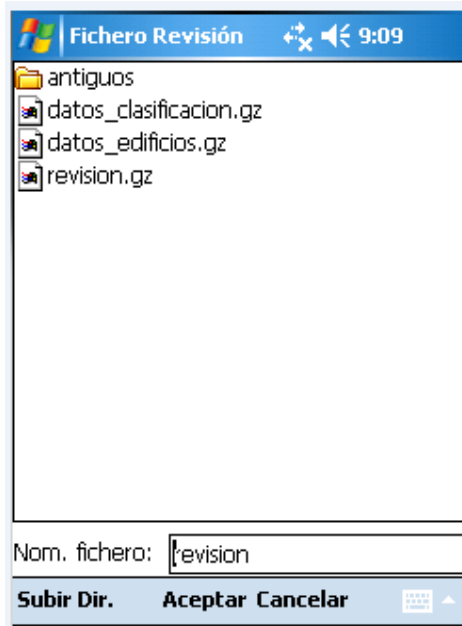 Fichero Revisión 9:09
antiguos
datos_clasificacion.gz
datos_edificios.gz
revision.gz
Nom. fichero: revision
Subir Dir. Aceptar Cancelar